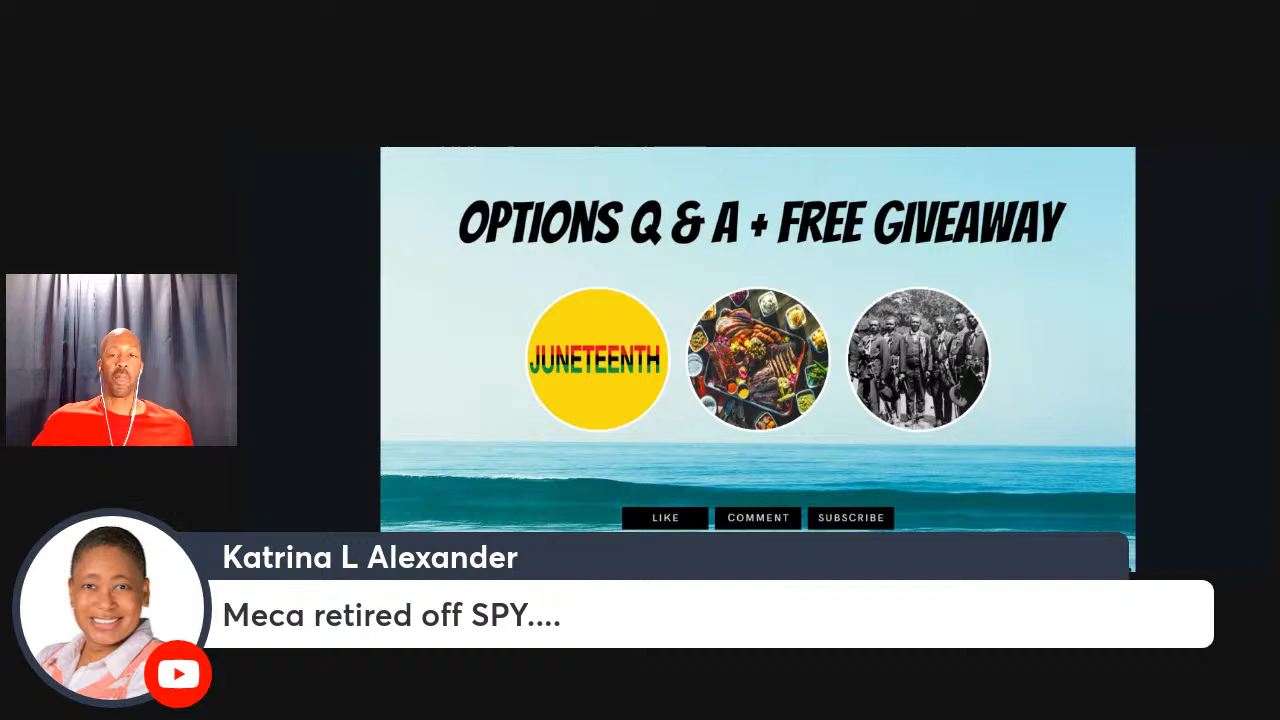 OPTIONS Q & A + FREE GIVEAWAY
JUNETEENTH
LIKE COMMENT SUBSCRIBE
Katrina L Alexander
Meca retired off SPY....